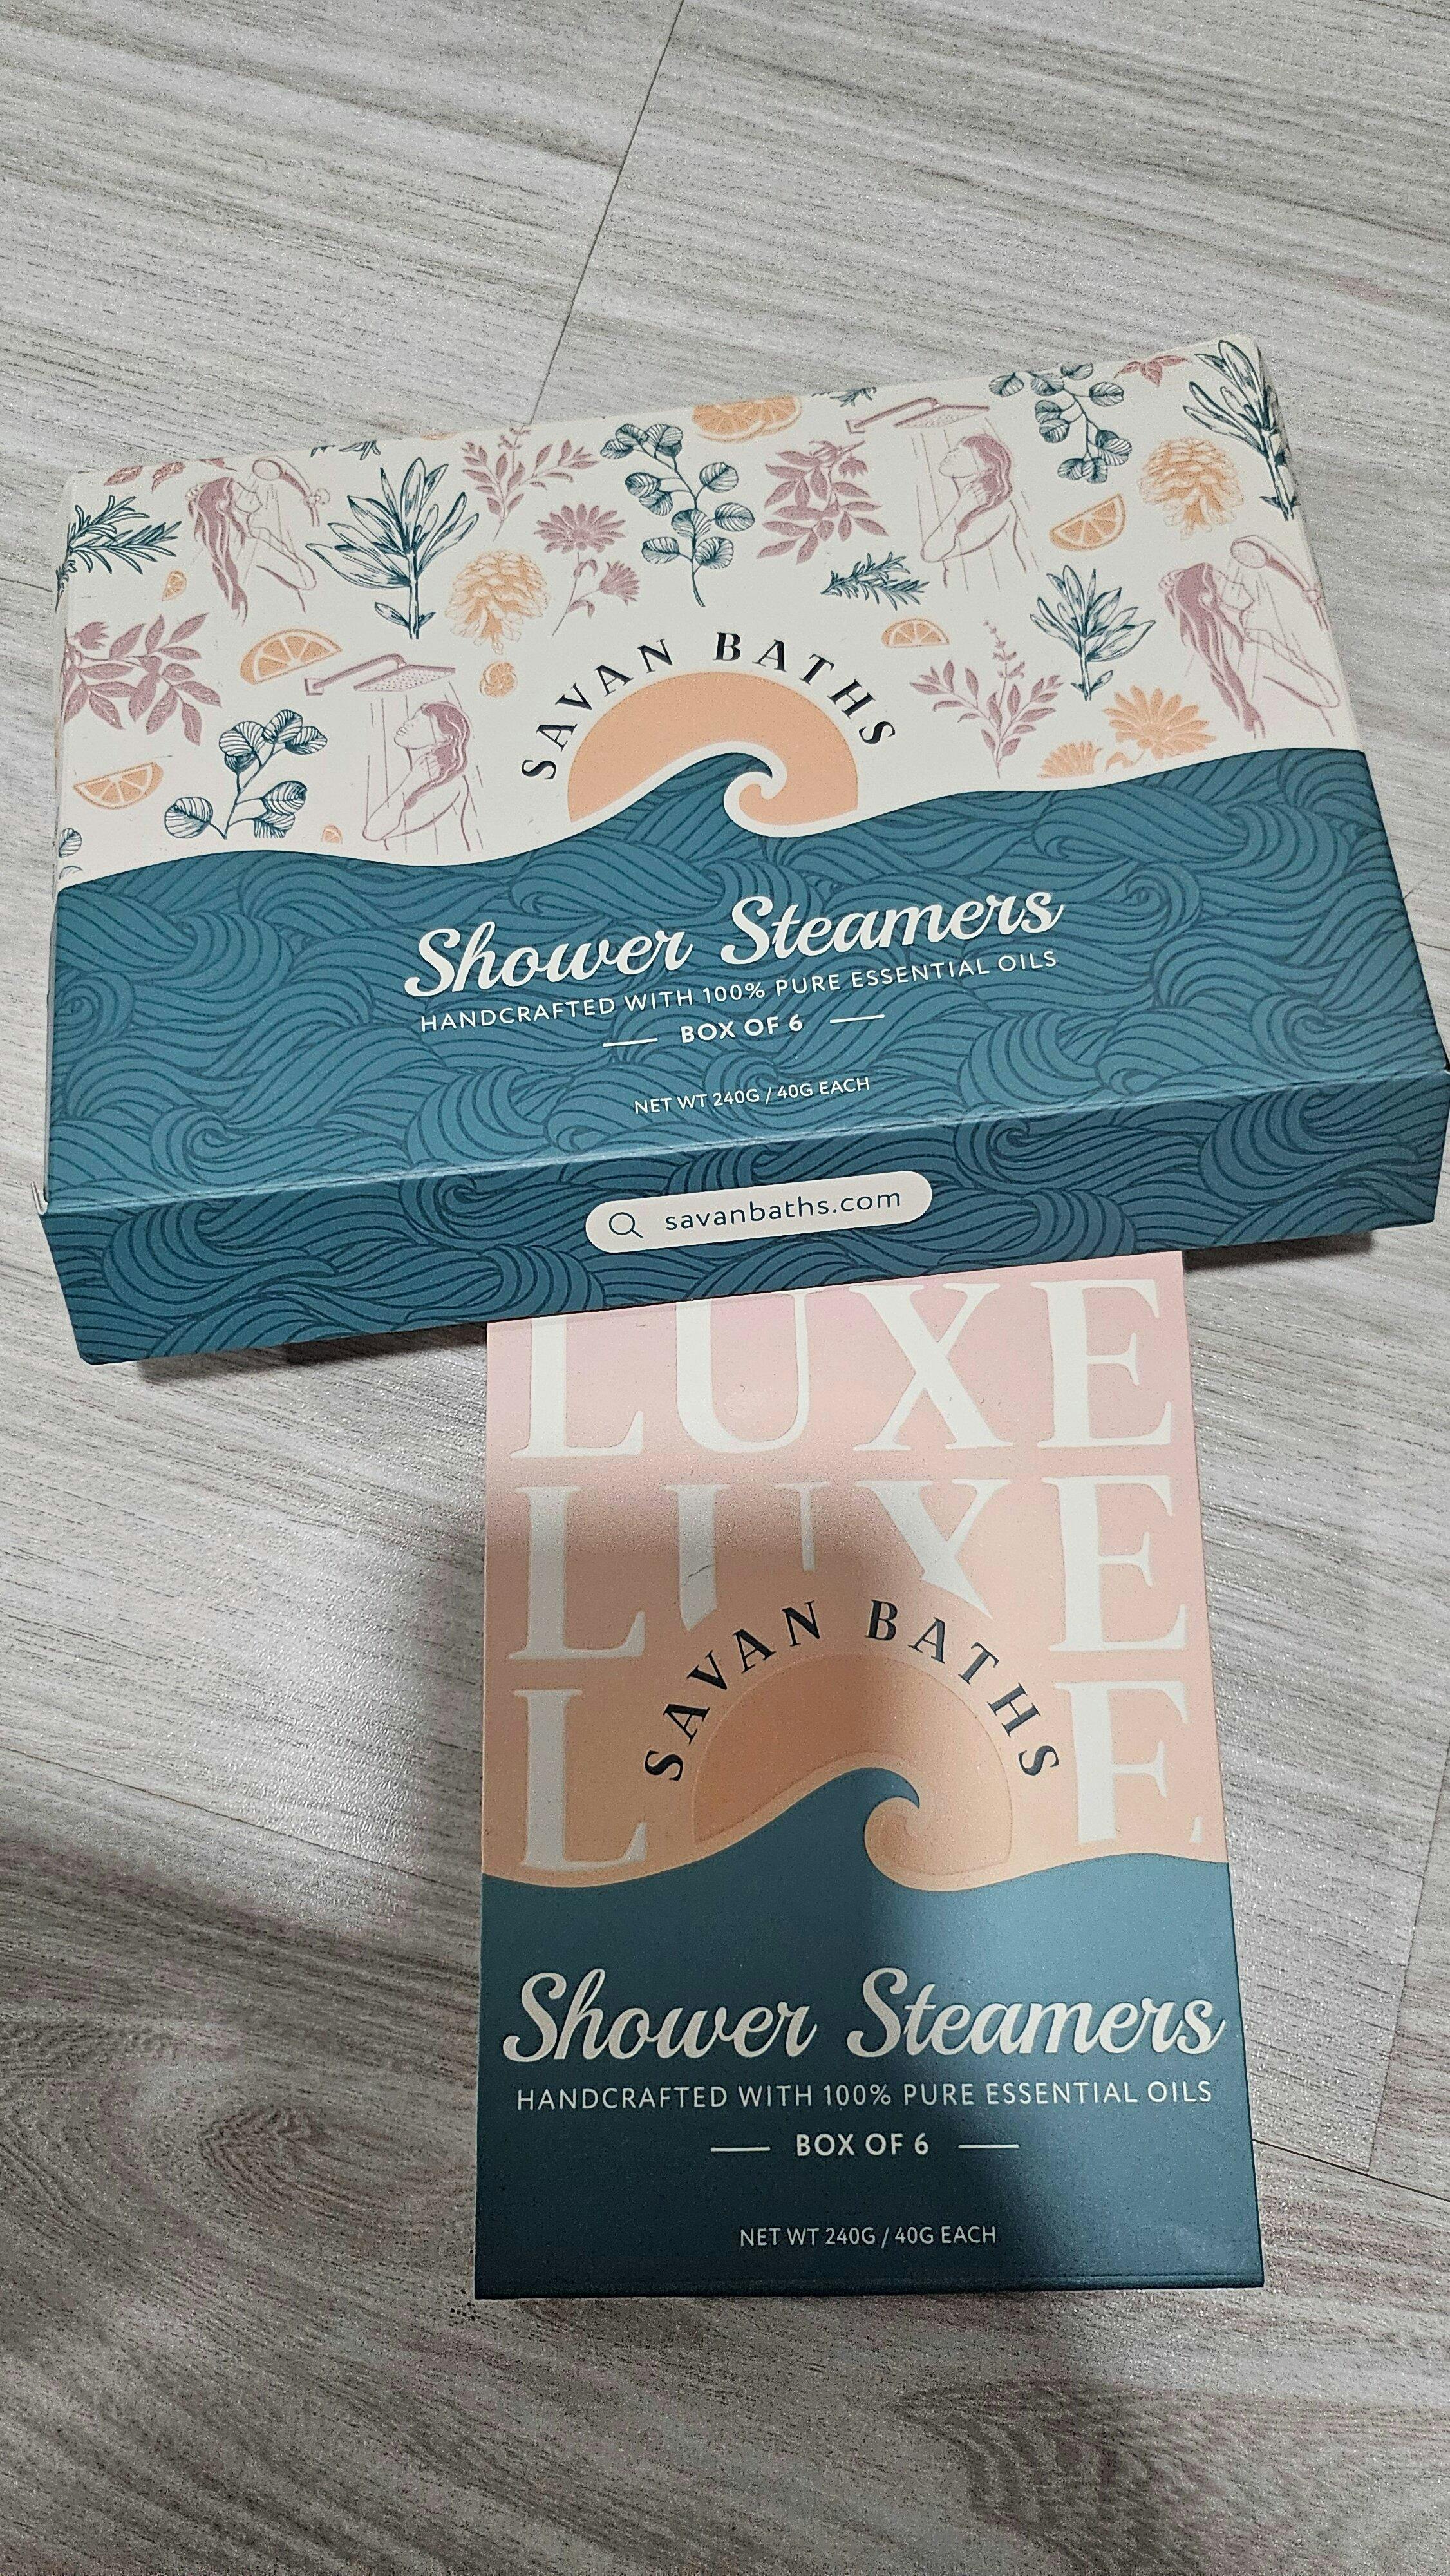 SAVAN BATHS
Shower Steamers
HANDCRAFTED WITH 100% PURE ESSENTIAL OILS
BOX OF 6
NET WT 240G / 40G EACH
savanbaths.com
LUXE
LUXE
L E
SAVAN BATHS
Shower Steamers
HANDCRAFTED WITH 100% PURE ESSENTIAL OILS
BOX OF 6
NET WT 240G / 40G EACH